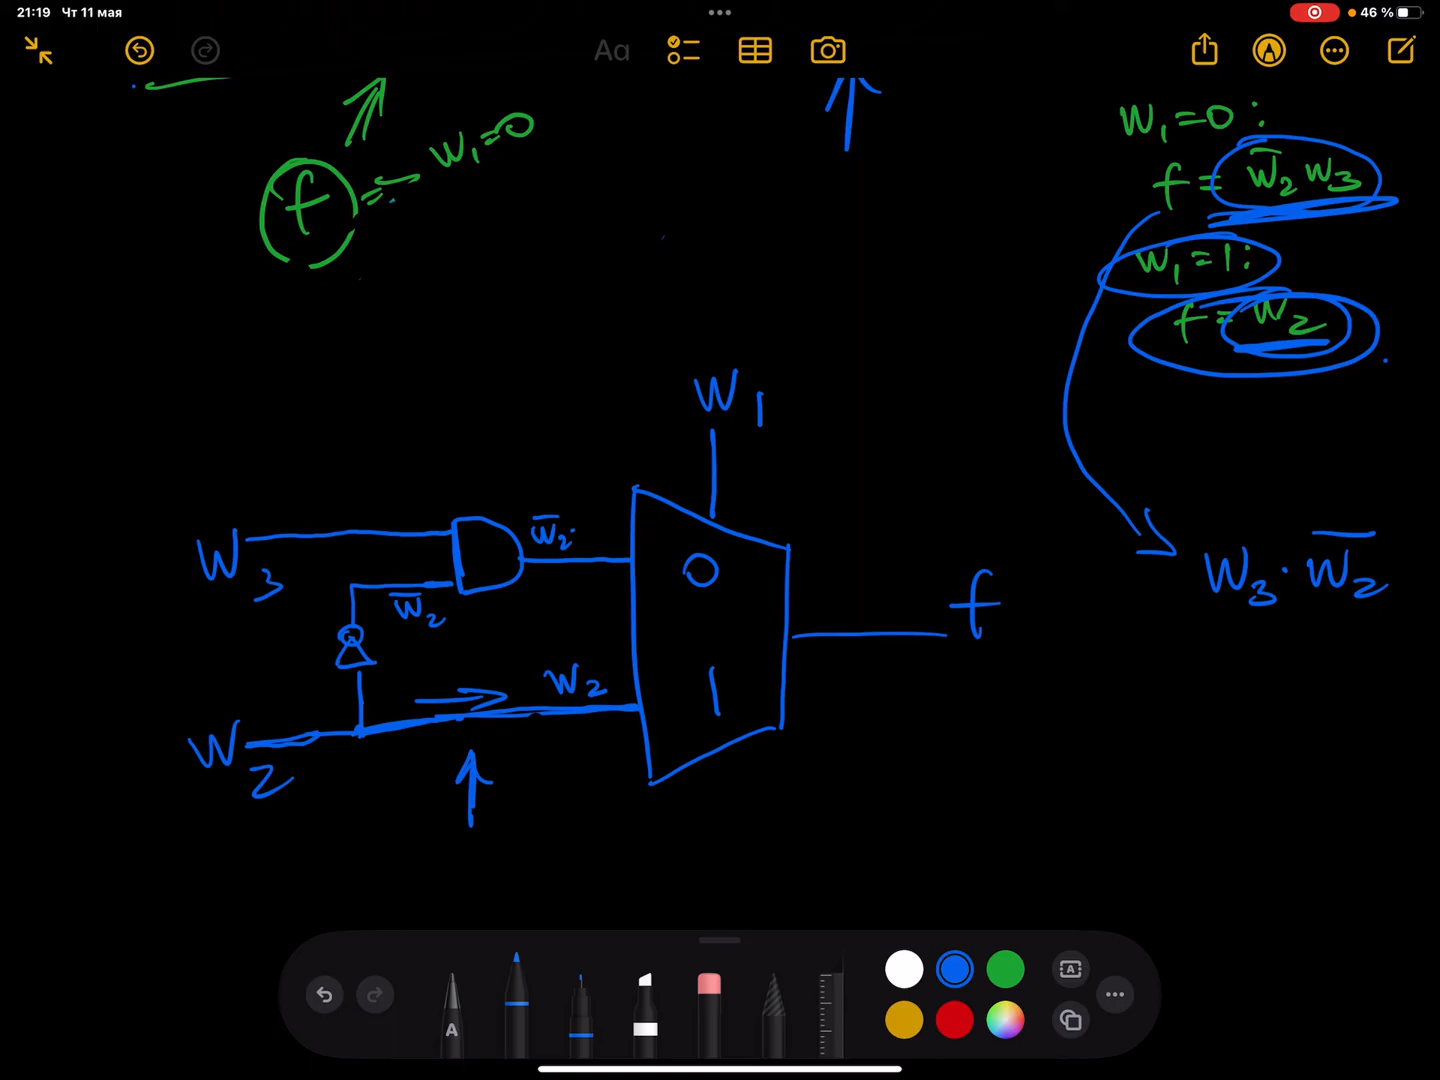 21:19 Чт 11 мая
46 %
Aa
f = w₁=0
w₁=0:
f = w̅₂ w₃
w₁=1:
f = w₂
w₁
w₃
w̅₂·
w̅₂
0
f
w₃·w̅₂
w₂
w₂
1
A
A